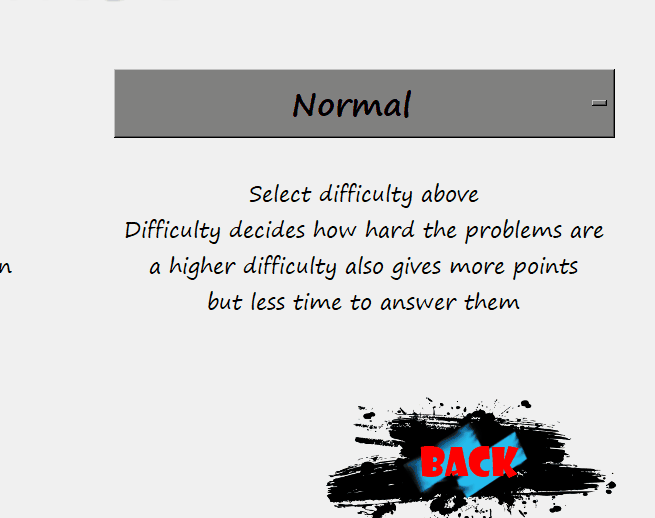 Normal
Select difficulty above
Difficulty decides how hard the problems are
n
a higher difficulty also gives more points
but less time to answer them
BACK